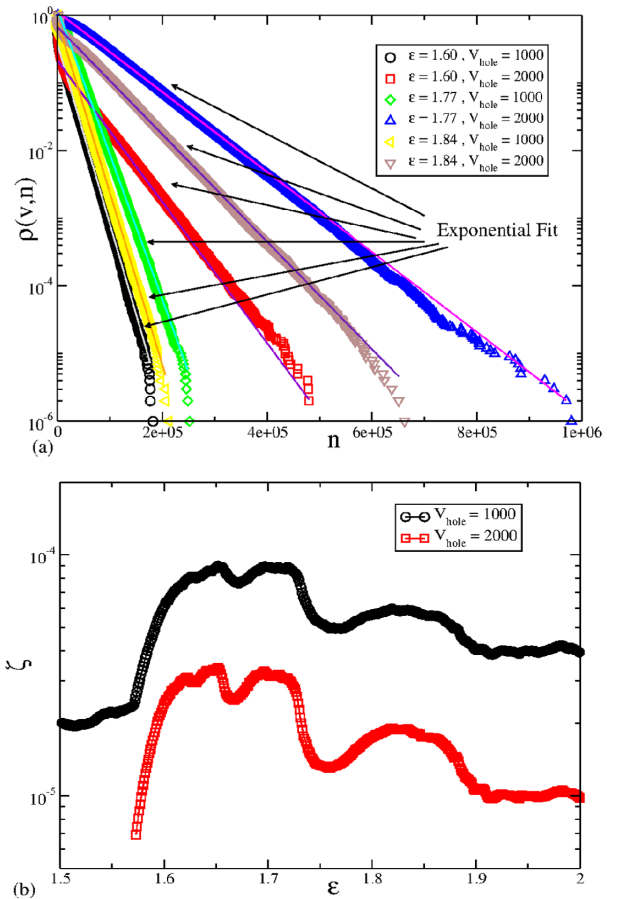 10^0
10^-2
10^-4
10^-6
ρ(v,n)
ε = 1.60 , V_hole = 1000
ε = 1.60 , V_hole = 2000
ε = 1.77 , V_hole = 1000
ε = 1.77 , V_hole = 2000
ε = 1.84 , V_hole = 1000
ε = 1.84 , V_hole = 2000
Exponential Fit
0 2e+05 4e+05 6e+05 8e+05 1e+06
(a) n
V_hole = 1000
V_hole = 2000
10^-4
ζ
10^-5
1.5 1.6 1.7 1.8 1.9 2
(b) ε